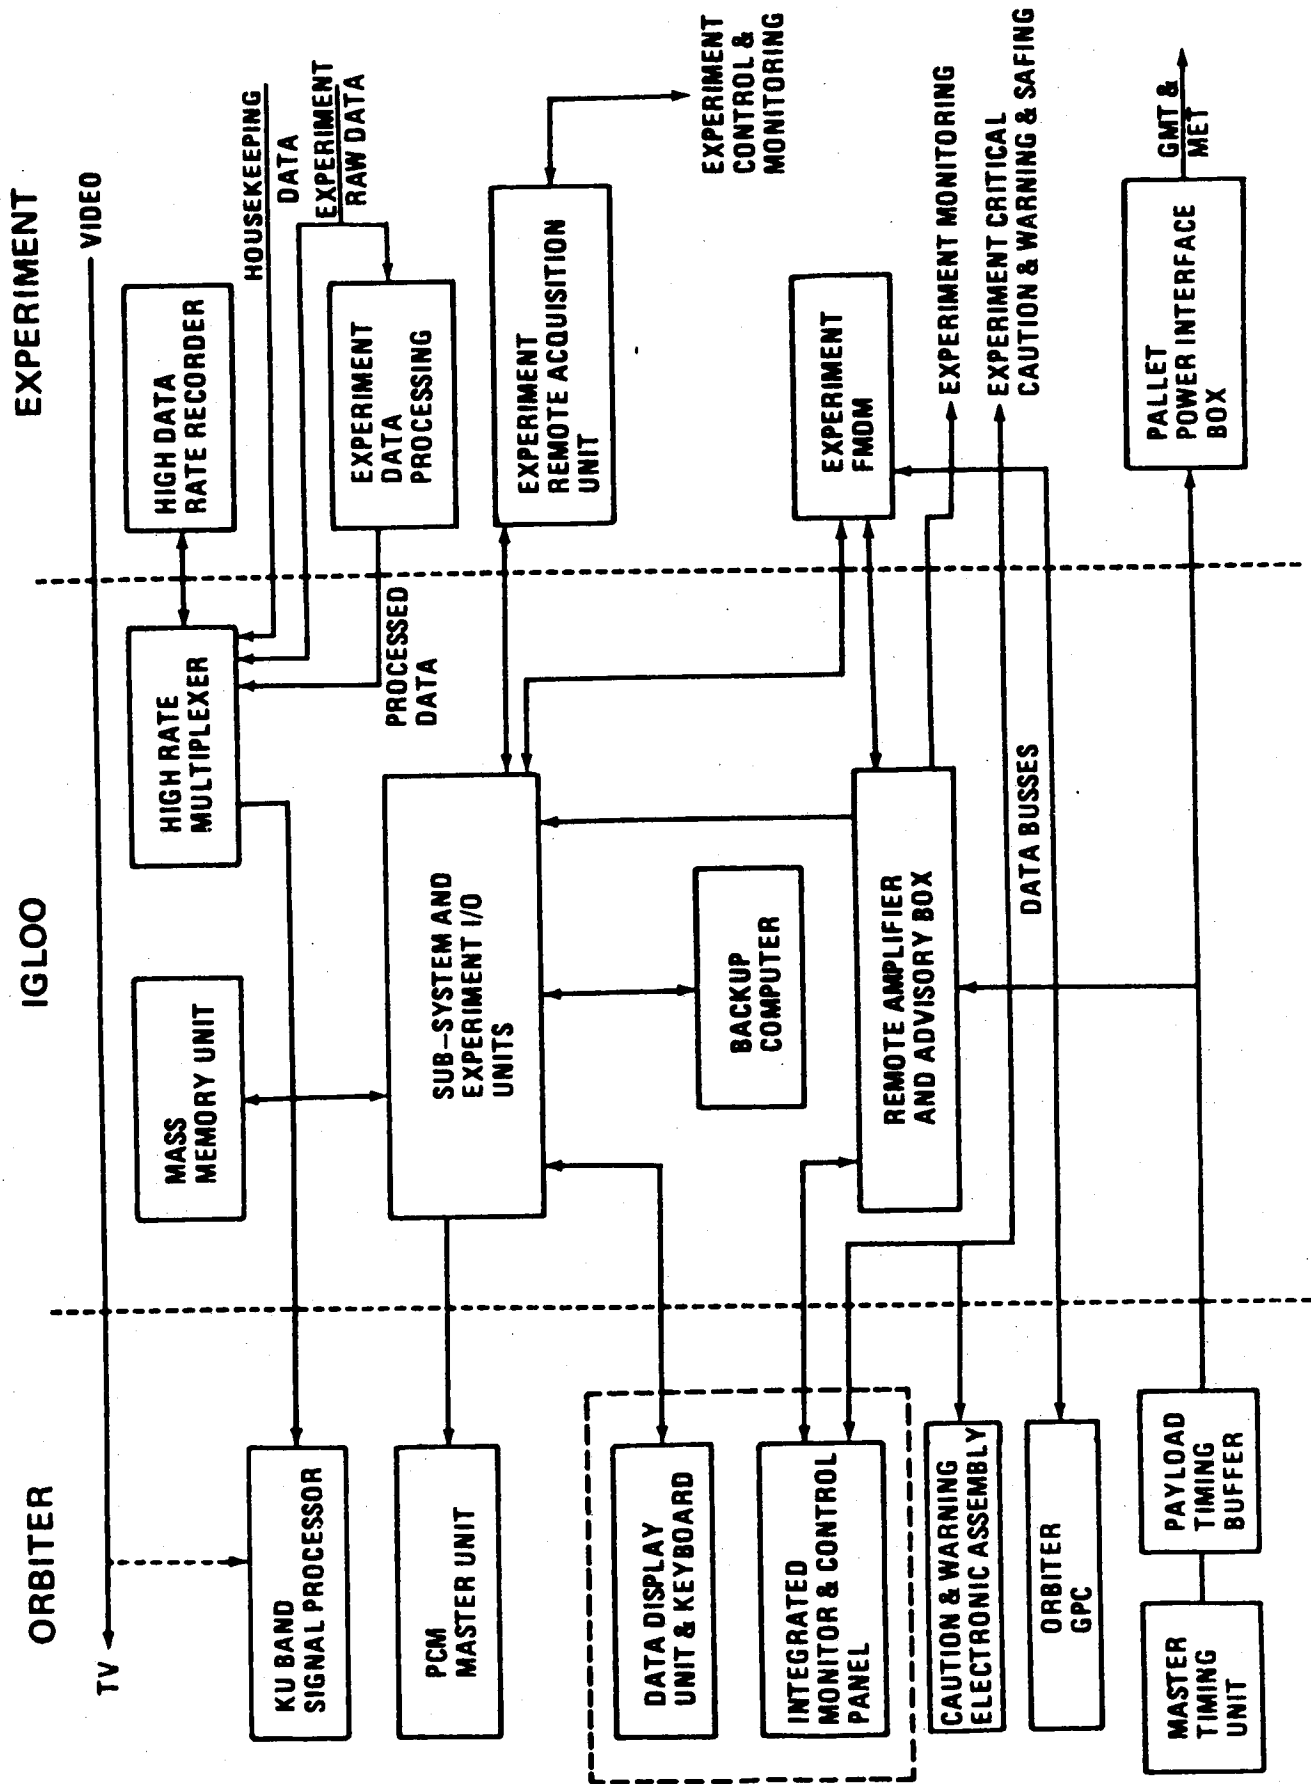 ORBITER
IGLOO
EXPERIMENT
TV
VIDEO
KU BAND
SIGNAL PROCESSOR
MASS
MEMORY UNIT
HIGH RATE
MULTIPLEXER
HIGH DATA
RATE RECORDER
HOUSEKEEPING
DATA
EXPERIMENT
RAW DATA
PROCESSED
DATA
EXPERIMENT
DATA
PROCESSING
PCM
MASTER UNIT
SUB-SYSTEM AND
EXPERIMENT I/O
UNITS
EXPERIMENT
REMOTE ACQUISITION
UNIT
EXPERIMENT
CONTROL &
MONITORING
DATA DISPLAY
UNIT & KEYBOARD
BACKUP
COMPUTER
INTEGRATED
MONITOR & CONTROL
PANEL
REMOTE AMPLIFIER
AND ADVISORY BOX
EXPERIMENT
FMDM
EXPERIMENT MONITORING
EXPERIMENT CRITICAL
CAUTION & WARNING & SAFING
CAUTION & WARNING
ELECTRONIC ASSEMBLY
DATA BUSSES
ORBITER
GPC
MASTER
TIMING
UNIT
PAYLOAD
TIMING
BUFFER
PALLET
POWER INTERFACE
BOX
GMT &
MET